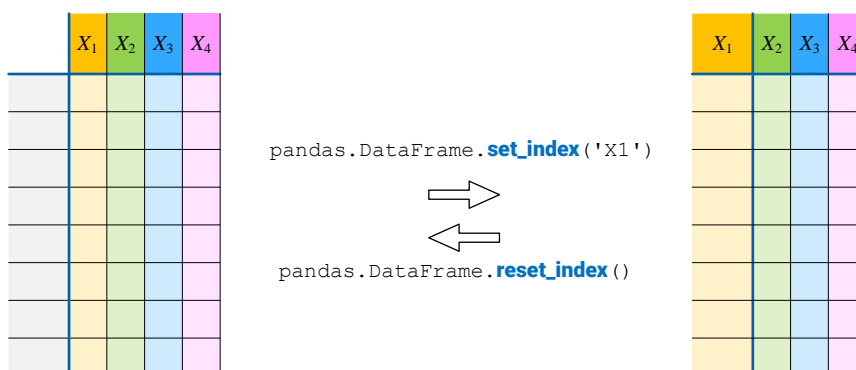 X1 X2 X3 X4
X1 X2 X3 X4
pandas.DataFrame.set_index('X1')
pandas.DataFrame.reset_index()